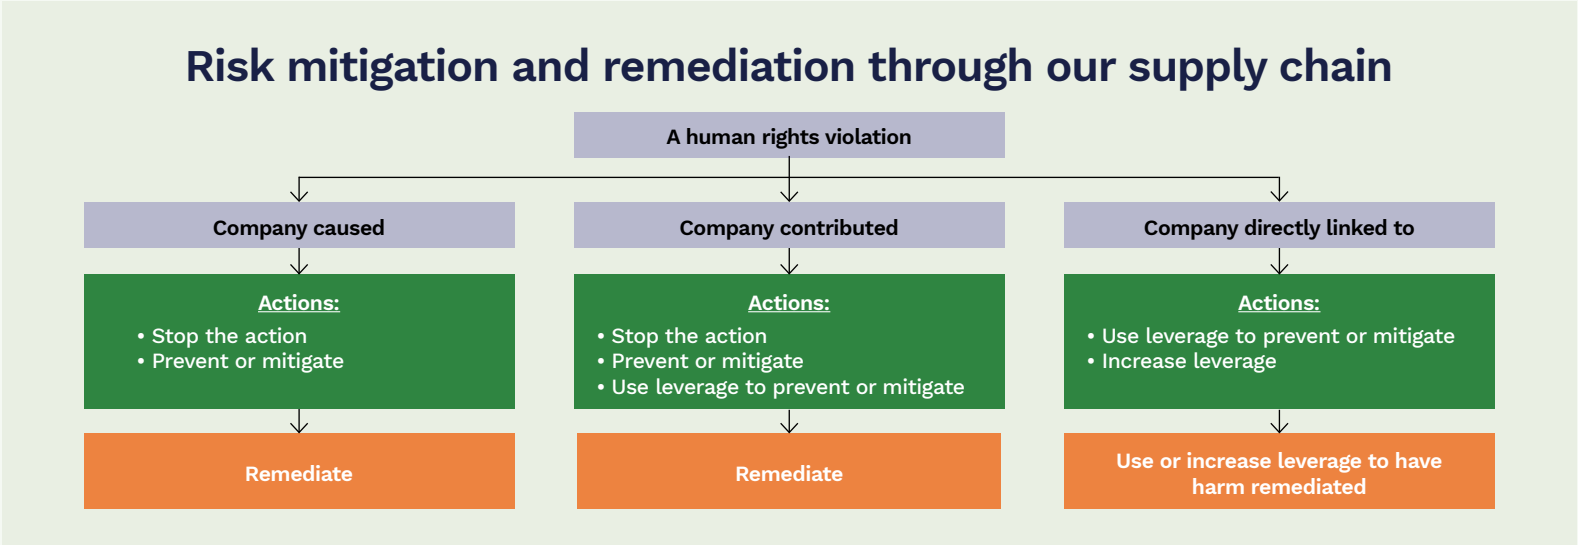 Risk mitigation and remediation through our supply chain
A human rights violation
Company caused
Company contributed
Company directly linked to
Actions:
• Stop the action
• Prevent or mitigate
Actions:
• Stop the action
• Prevent or mitigate
• Use leverage to prevent or mitigate
Actions:
• Use leverage to prevent or mitigate
• Increase leverage
Remediate
Remediate
Use or increase leverage to have
harm remediated